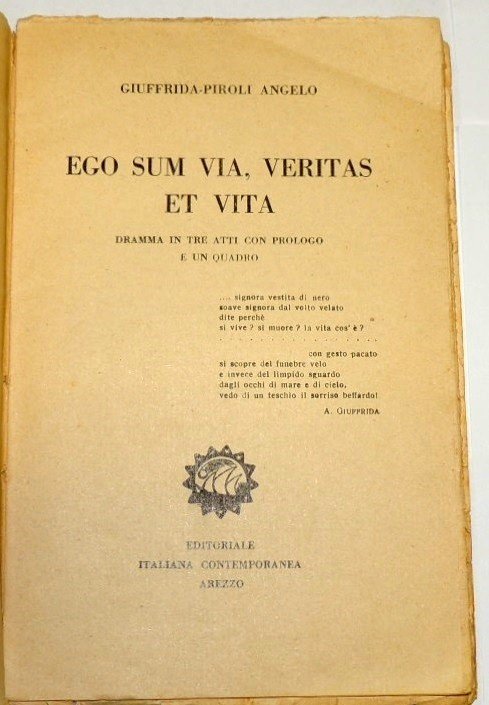 GIUFFRIDA-PIROLI ANGELO
EGO SUM VIA, VERITAS
ET VITA
DRAMMA IN TRE ATTI CON PROLOGO
E UN QUADRO
.... signora vestita di nero
soave signora dal volto velato
dite perchè
si vive? si muore? la vita cos'è?
. . . . . . . . . . . . . . . .
con gesto pacato
si scopre del funebre velo
e invece del limpido sguardo
dagli occhi di mare e di cielo,
vedo di un teschio il sorriso beffardo!
A. GIUFFRIDA
EDITORIALE
ITALIANA CONTEMPORANEA
AREZZO